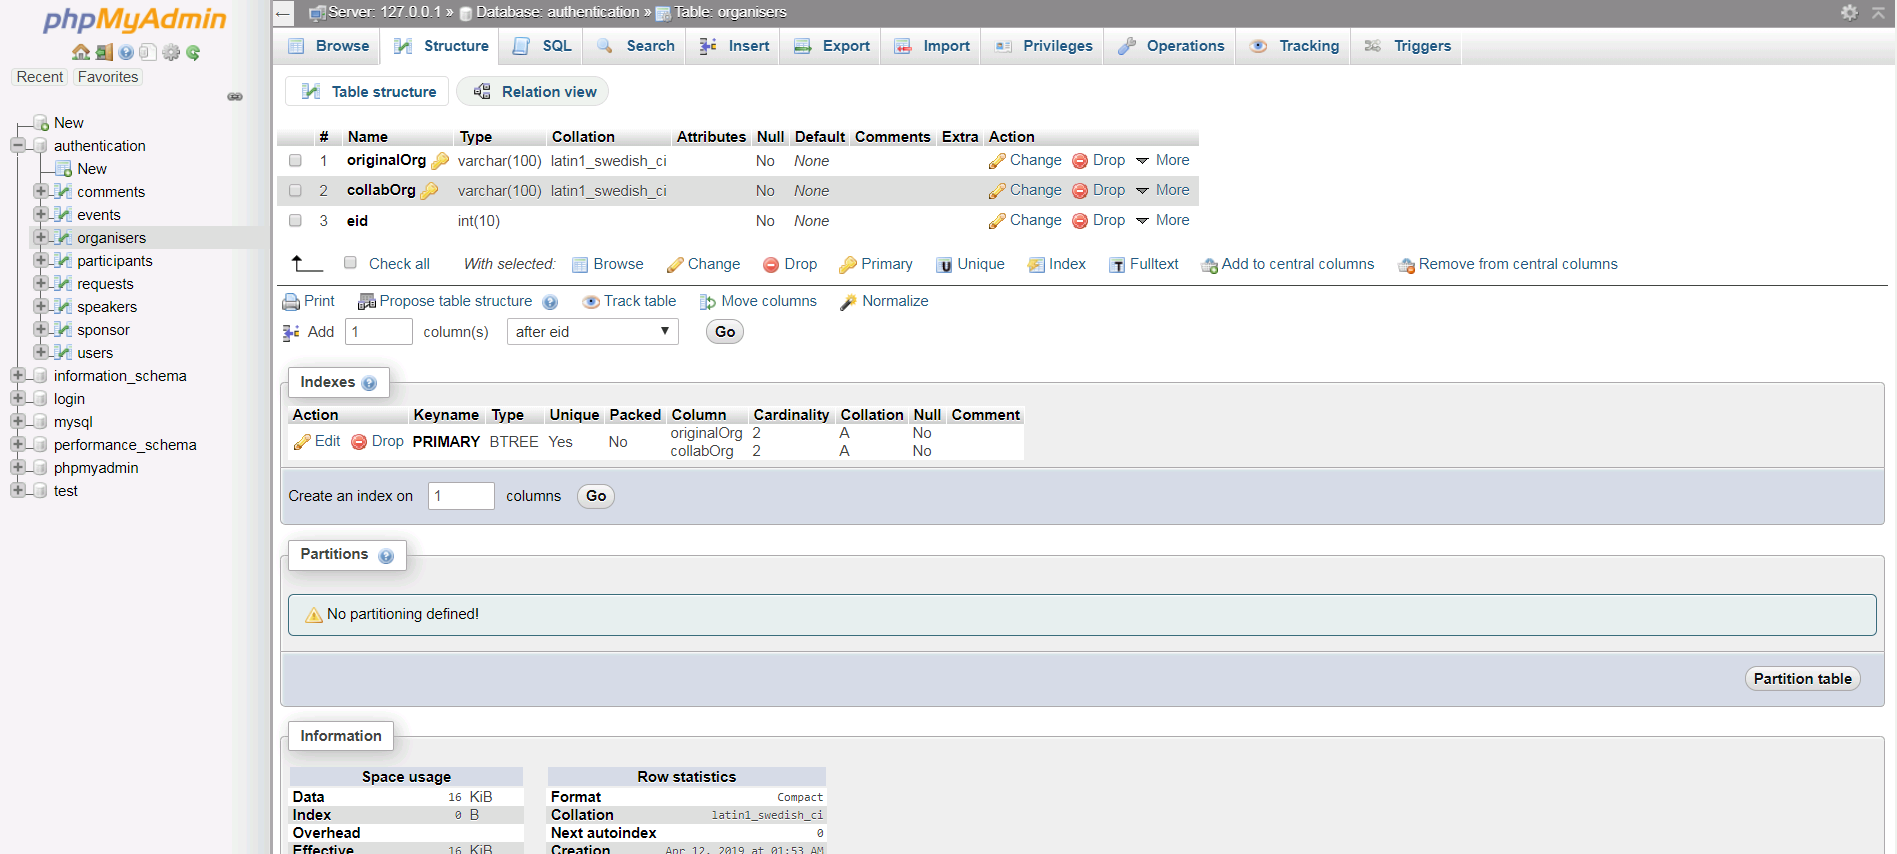 phpMyAdmin
Recent Favorites
New
authentication
New
comments
events
organisers
participants
requests
speakers
sponsor
users
information_schema
login
mysql
performance_schema
phpmyadmin
test
Server: 127.0.0.1 » Database: authentication » Table: organisers
Browse Structure SQL Search Insert Export Import Privileges Operations Tracking Triggers
Table structure Relation view
# Name Type Collation Attributes Null Default Comments Extra Action
1 originalOrg varchar(100) latin1_swedish_ci No None Change Drop More
2 collabOrg varchar(100) latin1_swedish_ci No None Change Drop More
3 eid int(10) No None Change Drop More
Check all With selected: Browse Change Drop Primary Unique Index Fulltext Add to central columns Remove from central columns
Print Propose table structure Track table Move columns Normalize
Add 1 column(s) after eid Go
Indexes
Action Keyname Type Unique Packed Column Cardinality Collation Null Comment
Edit Drop PRIMARY BTREE Yes No originalOrg 2 A No
collabOrg 2 A No
Create an index on 1 columns Go
Partitions
No partitioning defined!
Partition table
Information
Space usage
Data 16 KiB
Index 0 B
Overhead
Effective 16 KiB
Row statistics
Format Compact
Collation latin1_swedish_ci
Next autoindex 0
Creation Apr 12, 2019 at 01:53 AM